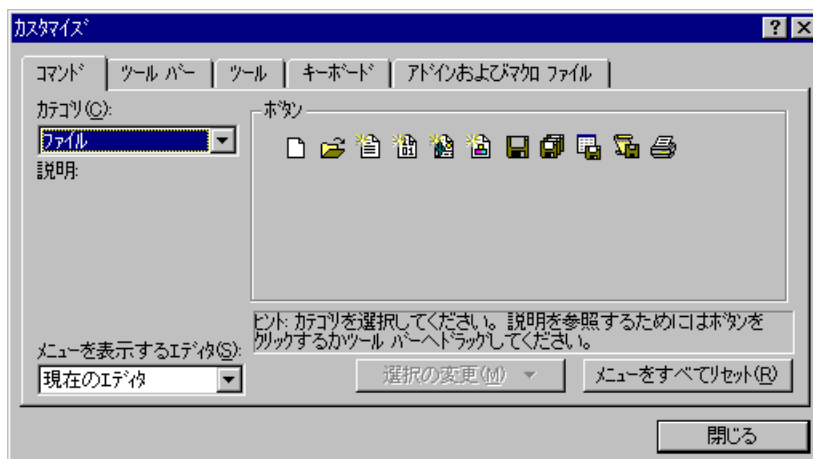 カスタマイズ
コマンド ツール バー ツール キーボード アドインおよびマクロ ファイル
カテゴリ(C):
ファイル
説明:
ボタン
ヒント: カテゴリを選択してください。説明を参照するためにはボタンを
クリックするかツール バーへドラッグしてください。
メニューを表示するエディタ(S):
現在のエディタ
選択の変更(M)
メニューをすべてリセット(R)
閉じる